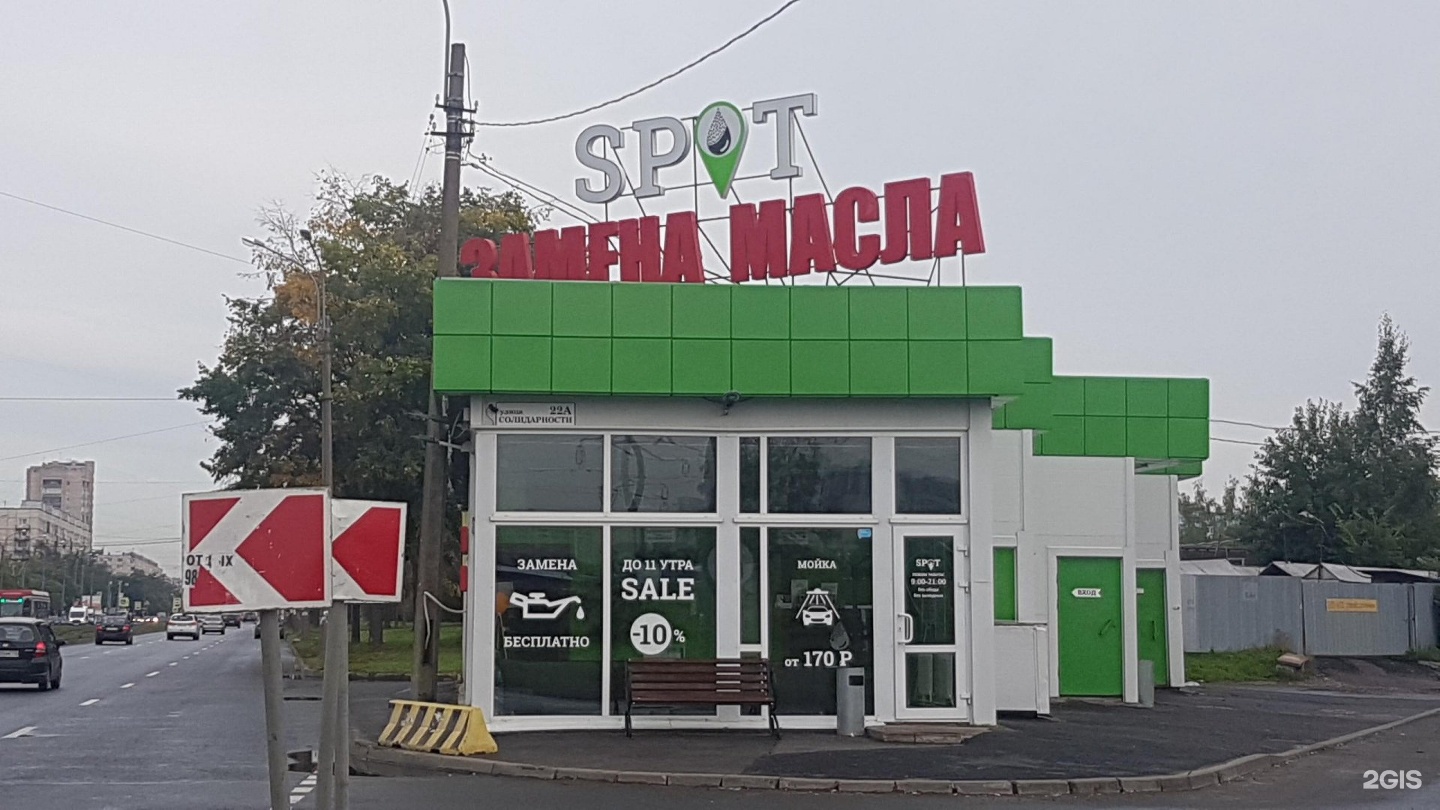 SPOT
ЗАМЕНА МАСЛА
улица 22А
СОЛИДАРНОСТИ
ЗАМЕНА
БЕСПЛАТНО
ДО 11 УТРА
SALE
-10%
МОЙКА
от 170 Р
SPOT
9:00-21:00
ВХОД
2GIS